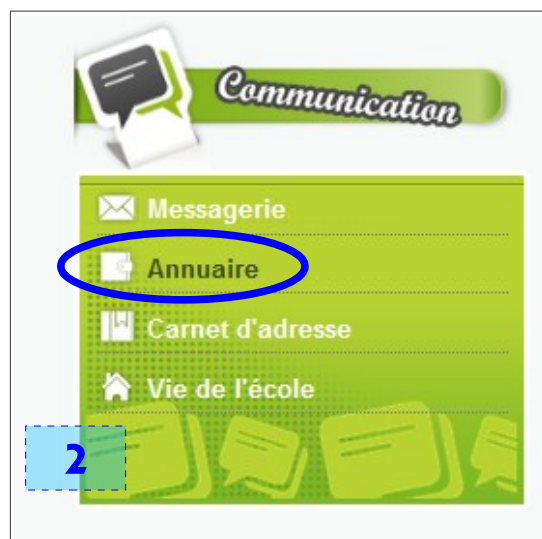 Communication
Messagerie
Annuaire
Carnet d'adresse
Vie de l'école
2